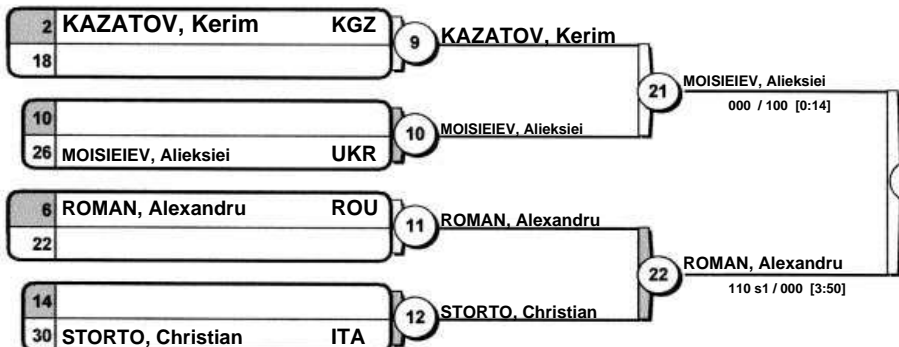 2 KAZATOV, Kerim KGZ
18
9 KAZATOV, Kerim
10
26 MOISIEIEV, Alieksiei UKR
10 MOISIEIEV, Alieksiei
21 MOISIEIEV, Alieksiei
000 / 100 [0:14]
6 ROMAN, Alexandru ROU
22
11 ROMAN, Alexandru
14
30 STORTO, Christian ITA
12 STORTO, Christian
22 ROMAN, Alexandru
110 s1 / 000 [3:50]